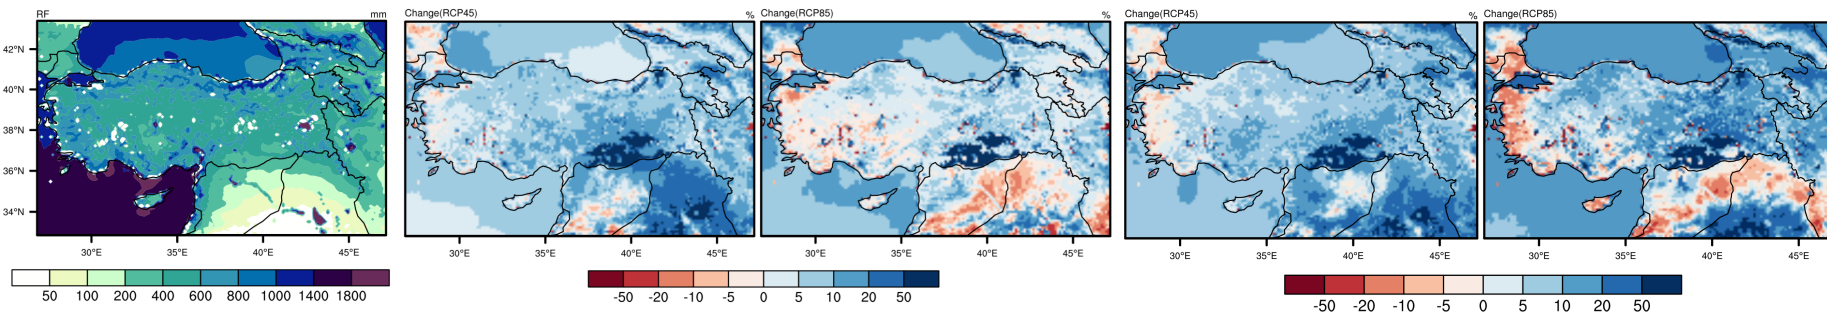 RF mm
Change(RCP45) %
Change(RCP85) %
Change(RCP45) %
Change(RCP85)
42°N
40°N
38°N
36°N
34°N
30°E 35°E 40°E 45°E
30°E 35°E 40°E 45°E
30°E 35°E 40°E 45°E
30°E 35°E 40°E 45°E
30°E 35°E 40°E 45°E
50 100 200 400 600 800 1000 1400 1800
-50 -20 -10 -5 0 5 10 20 50
-50 -20 -10 -5 0 5 10 20 50